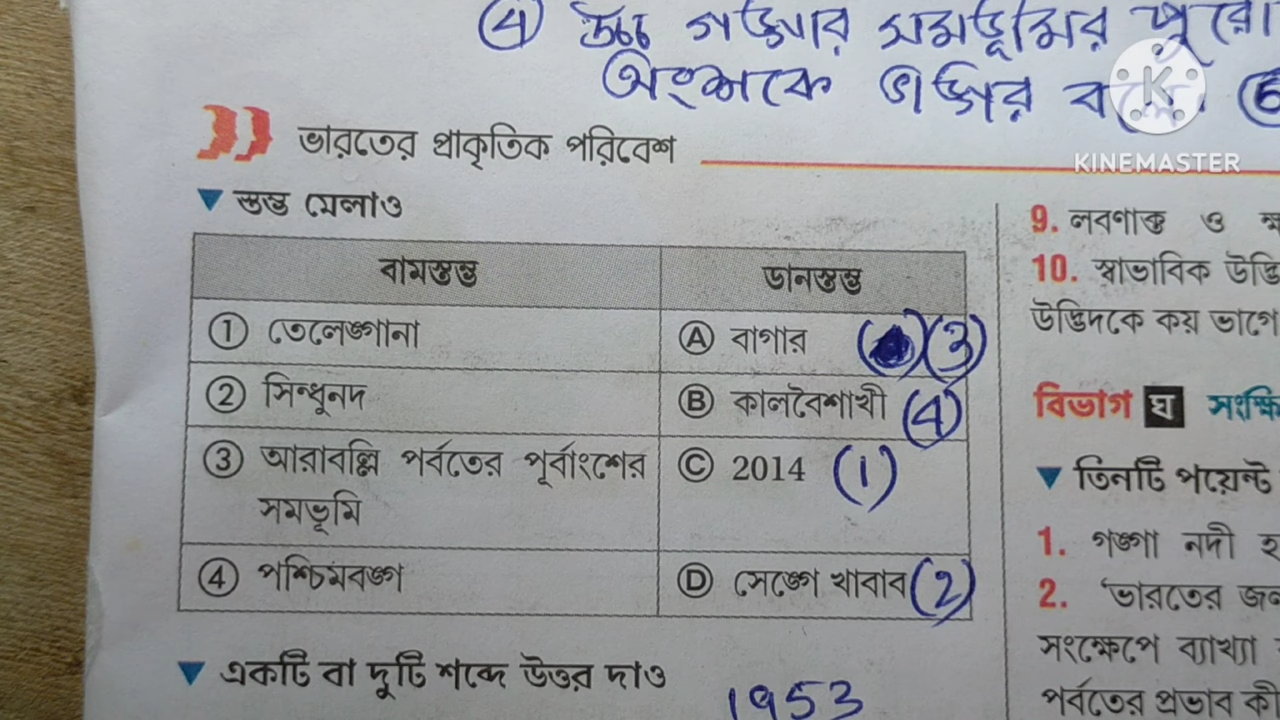 (4) উচ্চ গঙ্গার সমভূমির পুরো
অংশকে ভাঙ্গর বলে।
KINEMASTER
ভারতের প্রাকৃতিক পরিবেশ
▼ স্তম্ভ মেলাও
বামস্তম্ভ ডানস্তম্ভ
① তেলেঙ্গানা Ⓐ বাগার (3)
② সিন্ধুনদ Ⓑ কালবৈশাখী (4)
③ আরাবল্লি পর্বতের পূর্বাংশের Ⓒ 2014 (1)
সমভূমি
④ পশ্চিমবঙ্গ Ⓓ সেঙ্গে খাবাব (2)
▼ একটি বা দুটি শব্দে উত্তর দাও
1953
9. লবণাক্ত ও
10. স্বাভাবিক
উদ্ভিদকে কয় ভাগে
বিভাগ ঘ
▼ তিনটি পয়েন্ট
1. গঙ্গা নদী
2. 'ভারতের
সংক্ষেপে ব্যাখ্যা
পর্বতের প্রভাব কী